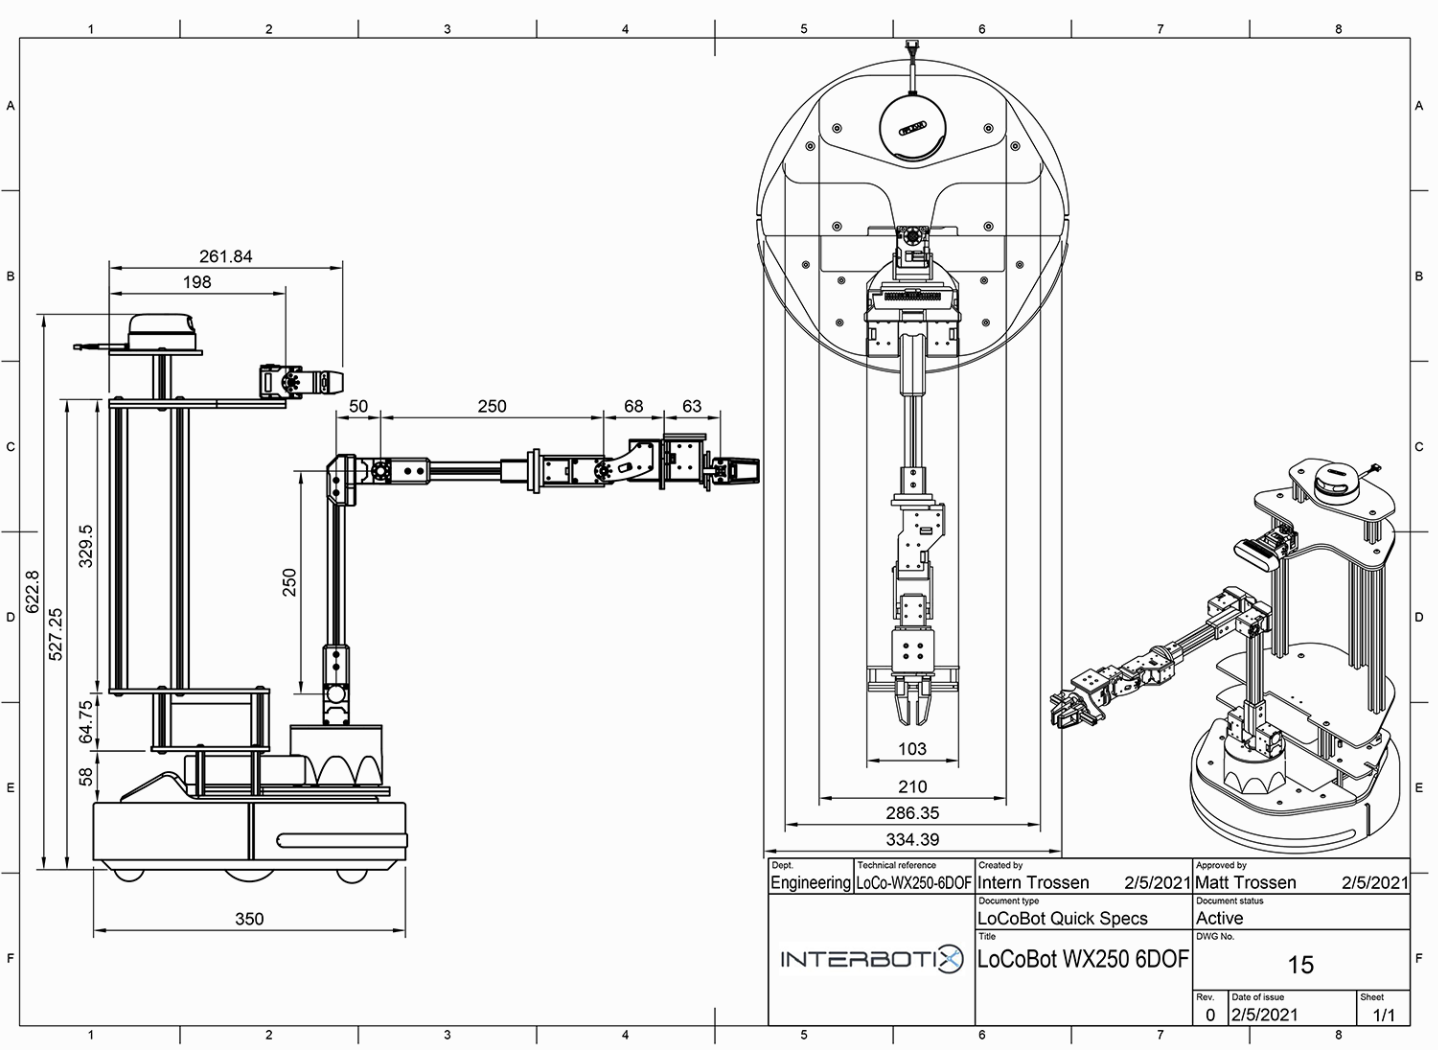 1 2 3 4 5 6 7 8
A A
B B
C C
D D
E E
F F
261.84
198
50 250 68 63
622.8
527.25
329.5
250
64.75
58
350
103
210
286.35
334.39
Dept. Technical reference Created by Approved by
Engineering LoCo-WX250-6DOF Intern Trossen 2/5/2021 Matt Trossen 2/5/2021
Document type Document status
LoCoBot Quick Specs Active
Title DWG No.
INTERBOTIX LoCoBot WX250 6DOF 15
Rev. Date of issue Sheet
0 2/5/2021 1/1
1 2 3 4 5 6 7 8